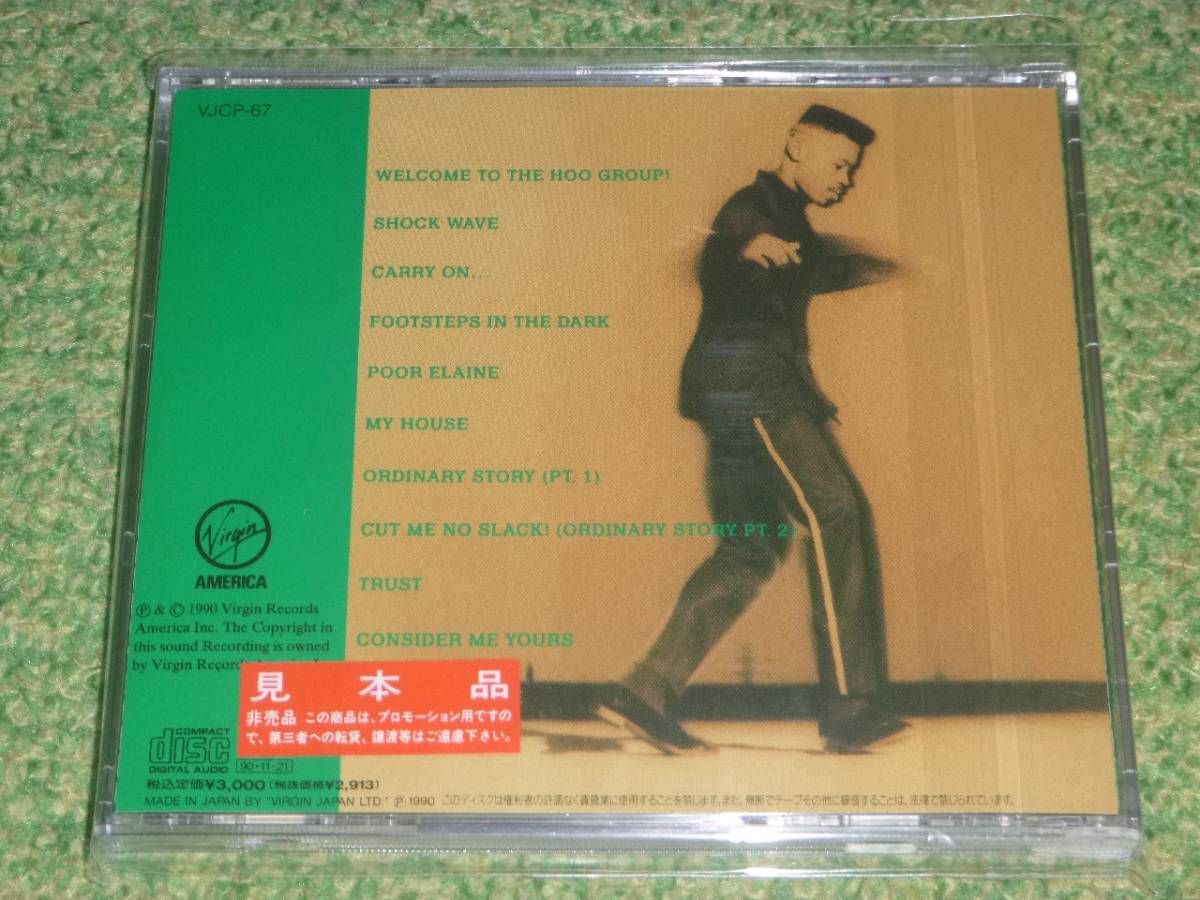 VJCP-67
WELCOME TO THE HOO GROUP!
SHOCK WAVE
CARRY ON...
FOOTSTEPS IN THE DARK
POOR ELAINE
MY HOUSE
ORDINARY STORY (PT. 1)
CUT ME NO SLACK! (ORDINARY STORY PT. 2)
TRUST
CONSIDER ME YOURS
Virgin
AMERICA
℗ & © 1990 Virgin Records
America Inc. The Copyright in
this sound Recording is owned
by Virgin Records
見本品
非売品 この商品は、プロモーション用ですの
で、第三者への転貸、譲渡等はご遠慮下さい。
COMPACT
disc
DIGITAL AUDIO
90・11・21
税込定価¥3,000(税抜価格¥2,913)
MADE IN JAPAN BY "VIRGIN JAPAN LTD." ℗1990 このディスクは権利者の許諾なく賃貸業に使用することを禁じます。また、無断でテープその他に録音することは、法律で禁じられています。